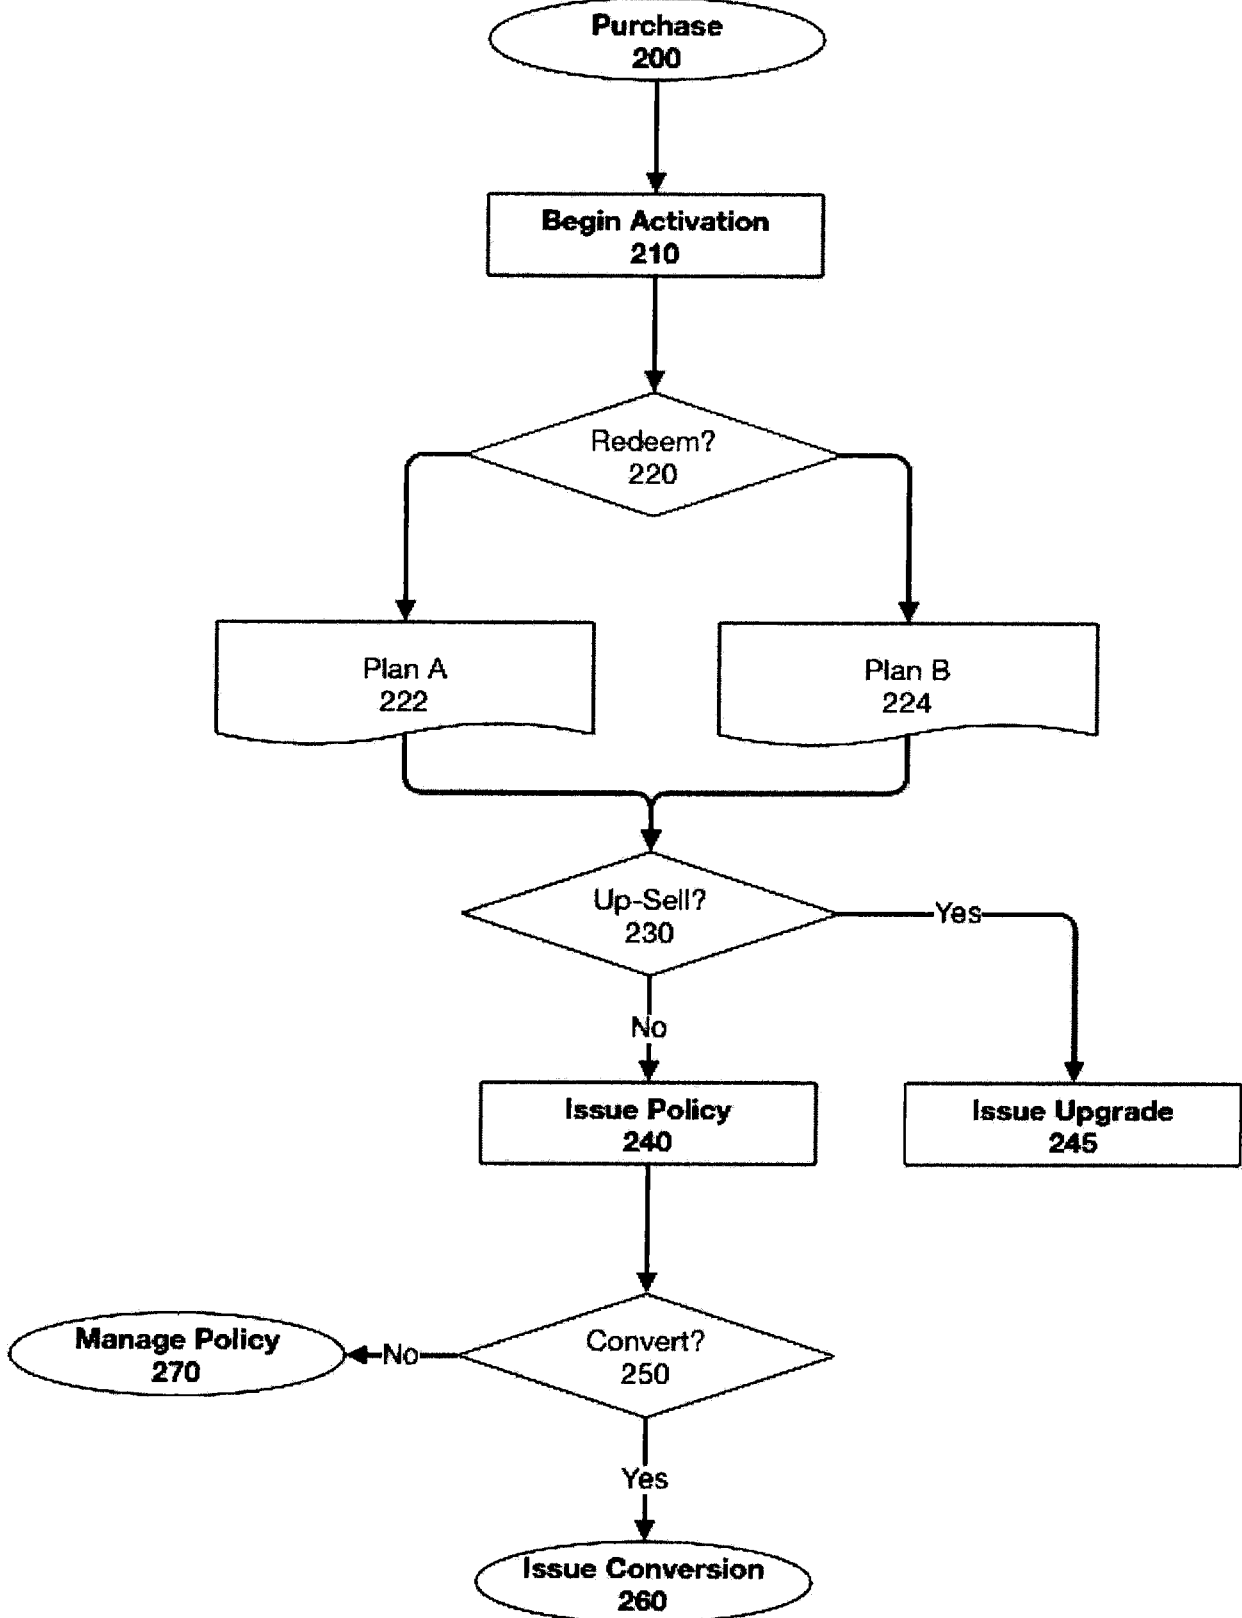 Purchase
200
Begin Activation
210
Redeem?
220
Plan A
222
Plan B
224
Up-Sell?
230
Yes
No
Issue Policy
240
Issue Upgrade
245
Convert?
250
No
Manage Policy
270
Yes
Issue Conversion
260